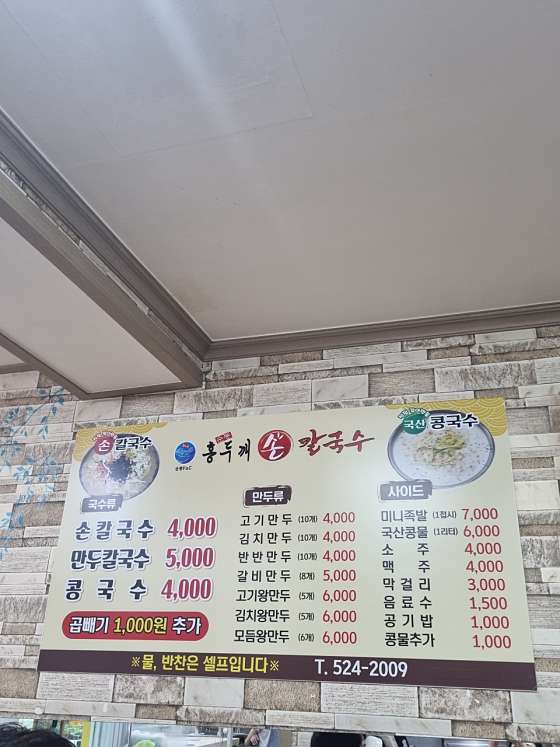 손 칼국수
홍두깨 손 칼국수
국산 콩국수
국수류
손칼국수 4,000
만두칼국수 5,000
콩국수 4,000
곱빼기 1,000원 추가
만두류
고기만두 (10개) 4,000
김치만두 (10개) 4,000
반반만두 (10개) 4,000
갈비만두 (8개) 5,000
고기왕만두 (5개) 6,000
김치왕만두 (5개) 6,000
모듬왕만두 (6개) 6,000
사이드
미니족발 (1접시) 7,000
국산콩물 (1리터) 6,000
소주 4,000
맥주 4,000
막걸리 3,000
음료수 1,500
공기밥 1,000
콩물추가 1,000
※물, 반찬은 셀프입니다※ T. 524-2009